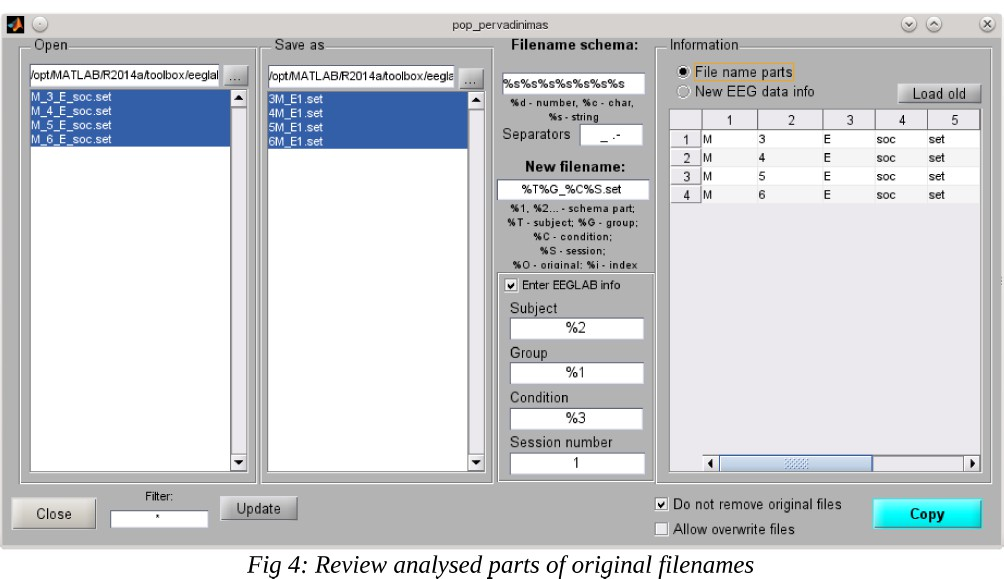 pop_pervadinimas
Open
/opt/MATLAB/R2014a/toolbox/eeglal
...
M_3_E_soc.set
M_4_E_soc.set
M_5_E_soc.set
M_6_E_soc.set
Save as
/opt/MATLAB/R2014a/toolbox/eegla
...
3M_E1.set
4M_E1.set
5M_E1.set
6M_E1.set
Filename schema:
%s%s%s%s%s%s%s
%d - number, %c - char,
%s - string
Separators _ .-
New filename:
%T%G_%C%S.set
%1, %2... - schema part;
%T - subject; %G - group;
%C - condition;
%S - session;
%O - original; %i - index
Enter EEGLAB info
Subject
%2
Group
%1
Condition
%3
Session number
1
Information
File name parts
New EEG data info
Load old
1 2 3 4 5
1 M 3 E soc set
2 M 4 E soc set
3 M 5 E soc set
4 M 6 E soc set
Close
Filter:
*
Update
Do not remove original files
Allow overwrite files
Copy
Fig 4: Review analysed parts of original filenames